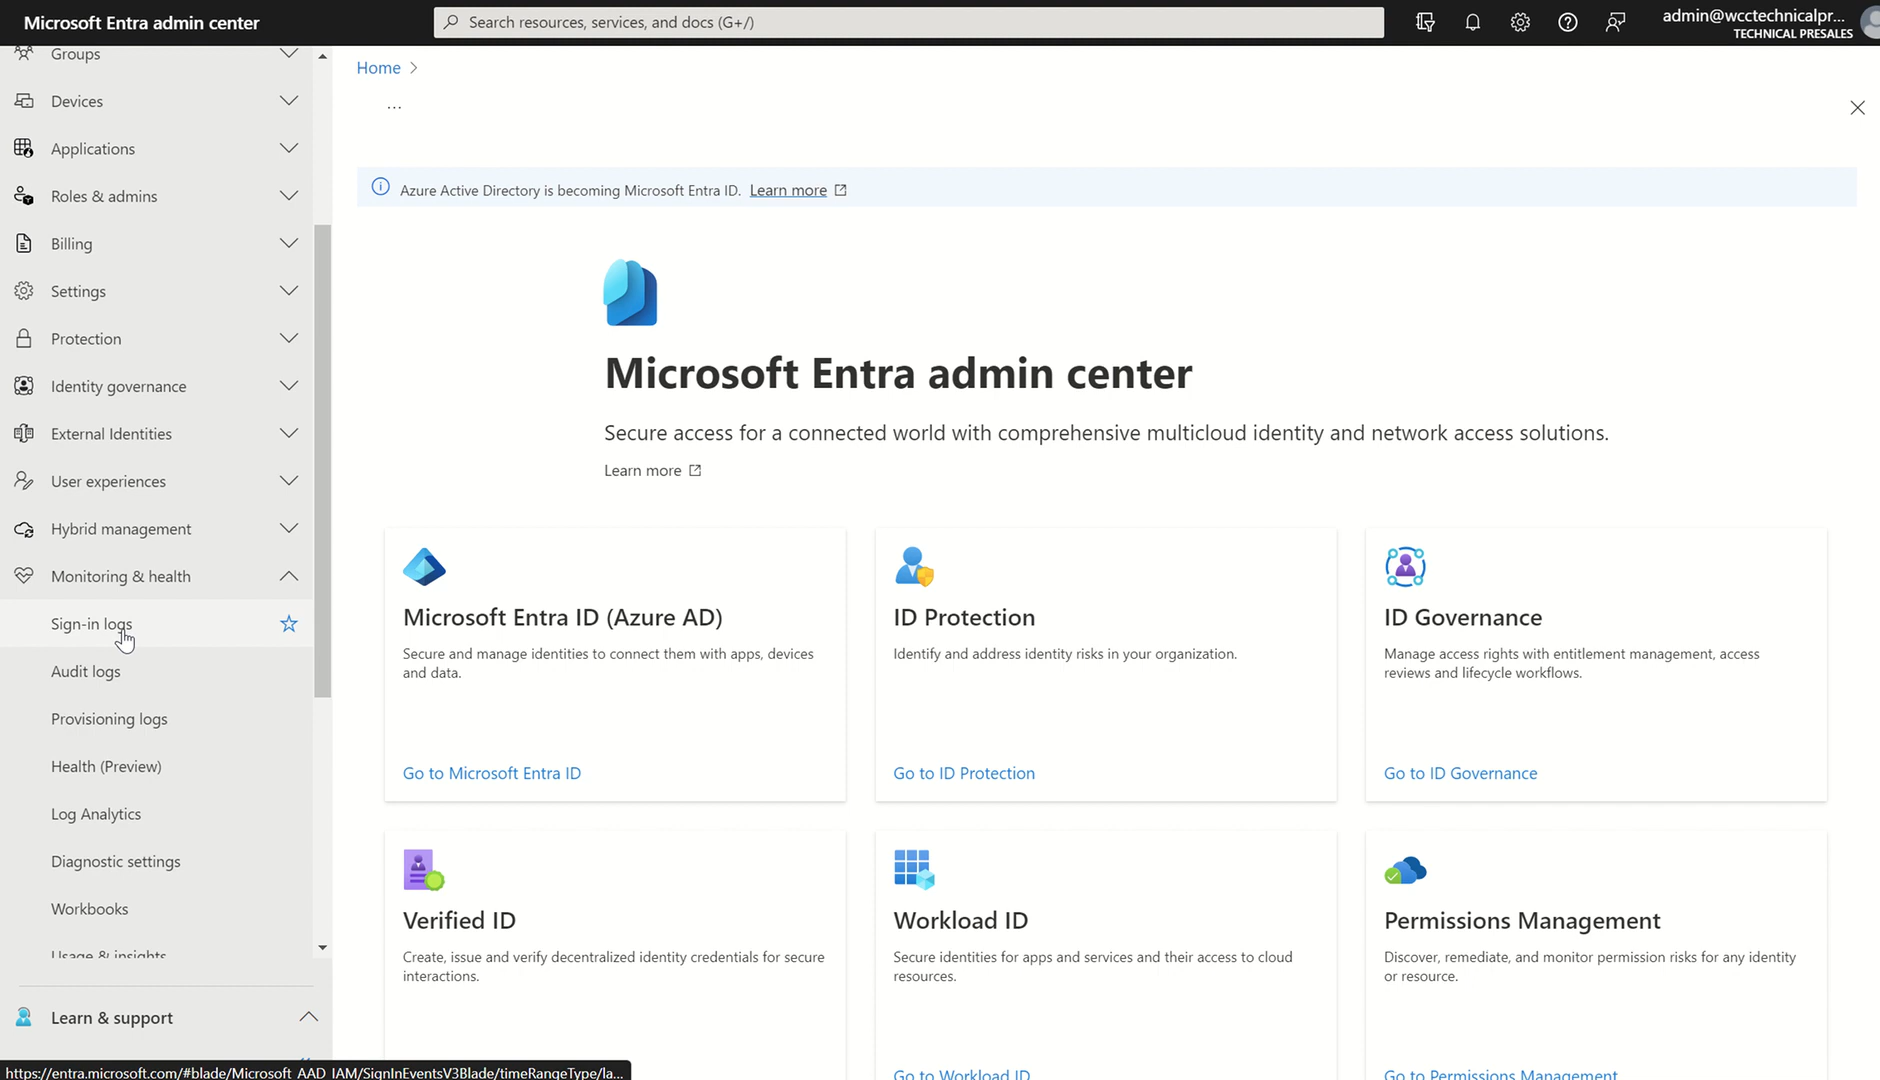 Microsoft Entra admin center
Search resources, services, and docs (G+/)
admin@wcctechnicalpr...
TECHNICAL PRESALES
Groups
Devices
Applications
Roles & admins
Billing
Settings
Protection
Identity governance
External Identities
User experiences
Hybrid management
Monitoring & health
Sign-in logs
Audit logs
Provisioning logs
Health (Preview)
Log Analytics
Diagnostic settings
Workbooks
Usage & insights
Learn & support
https://entra.microsoft.com/#blade/Microsoft_AAD_IAM/SignInEventsV3Blade/timeRangeType/la...
Home >
...
Azure Active Directory is becoming Microsoft Entra ID. Learn more
Microsoft Entra admin center
Secure access for a connected world with comprehensive multicloud identity and network access solutions.
Learn more
Microsoft Entra ID (Azure AD)
Secure and manage identities to connect them with apps, devices
and data.
Go to Microsoft Entra ID
ID Protection
Identify and address identity risks in your organization.
Go to ID Protection
ID Governance
Manage access rights with entitlement management, access
reviews and lifecycle workflows.
Go to ID Governance
Verified ID
Create, issue and verify decentralized identity credentials for secure
interactions.
Workload ID
Secure identities for apps and services and their access to cloud
resources.
Go to Workload ID
Permissions Management
Discover, remediate, and monitor permission risks for any identity
or resource.
Go to Permissions Management